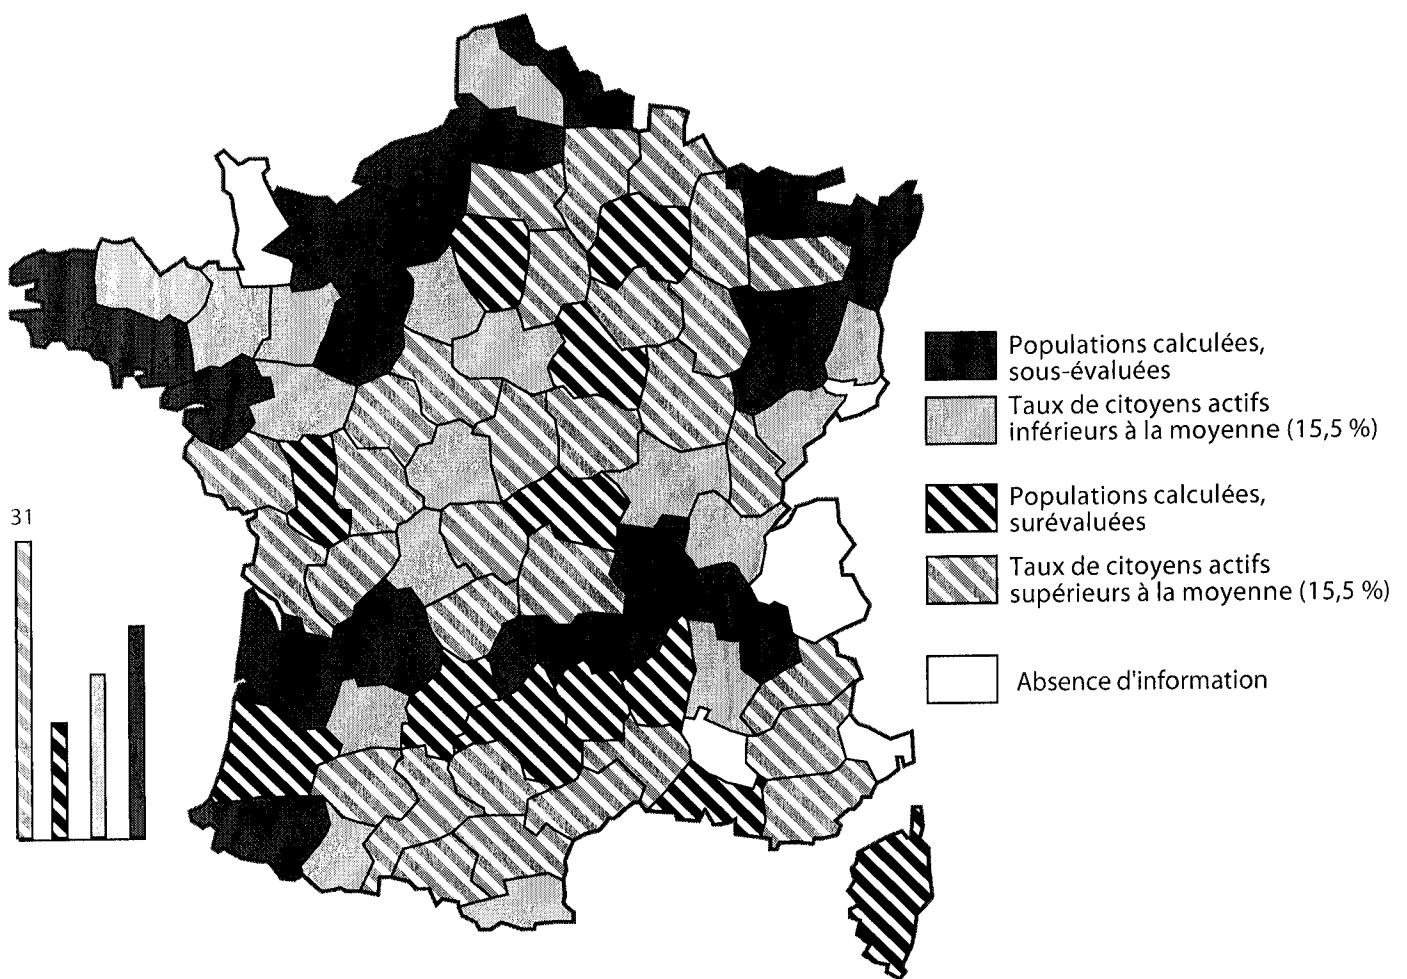 Populations calculées,
sous-évaluées
Taux de citoyens actifs
inférieurs à la moyenne (15,5 %)
Populations calculées,
surévaluées
Taux de citoyens actifs
supérieurs à la moyenne (15,5 %)
Absence d'information
31